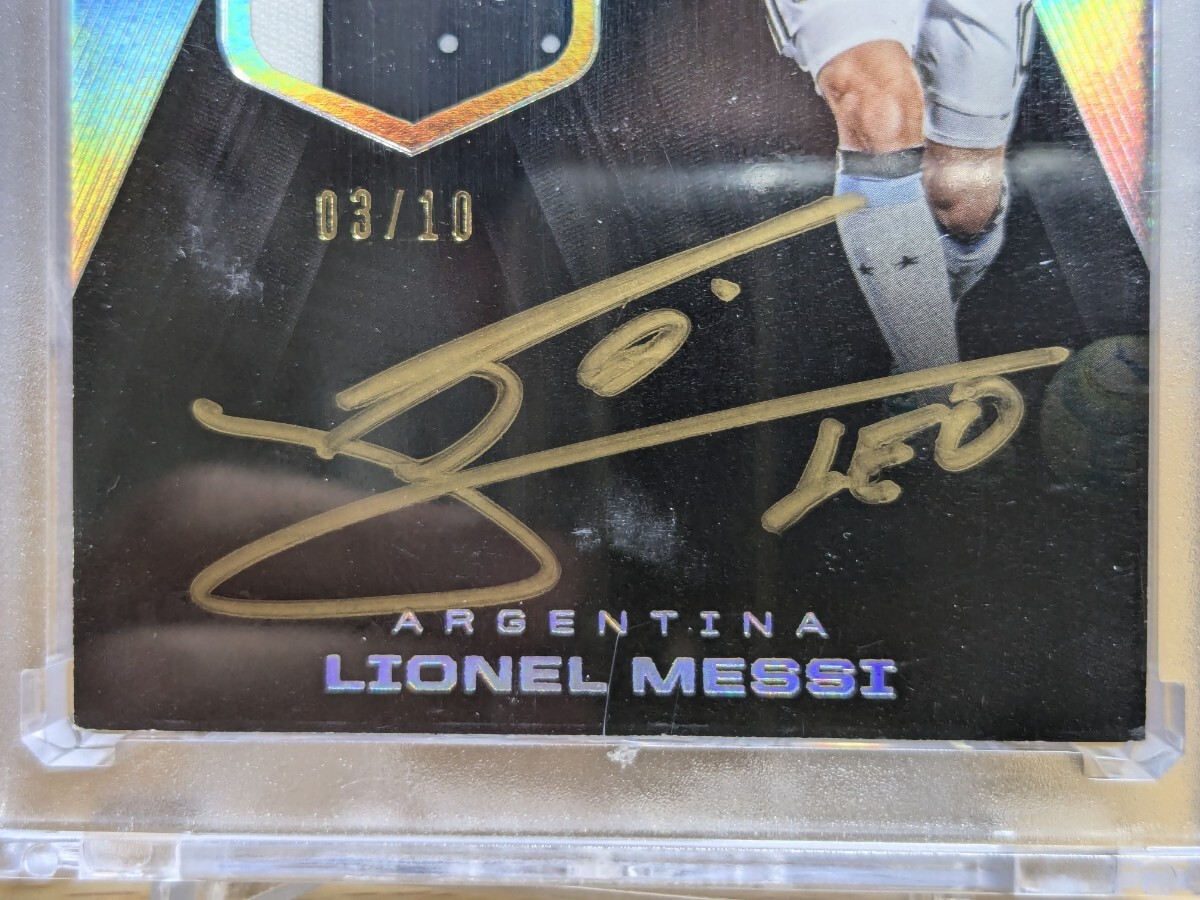 03/10
LEO
ARGENTINA
LIONEL MESSI